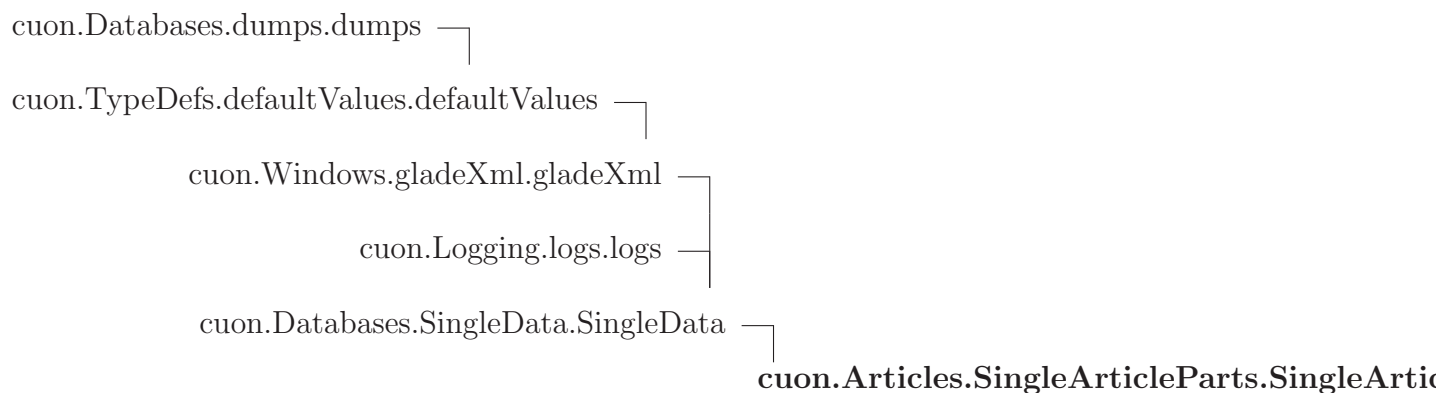 cuon.Databases.dumps.dumps
cuon.TypeDefs.defaultValues.defaultValues
cuon.Windows.gladeXml.gladeXml
cuon.Logging.logs.logs
cuon.Databases.SingleData.SingleData
cuon.Articles.SingleArticleParts.SingleArtic